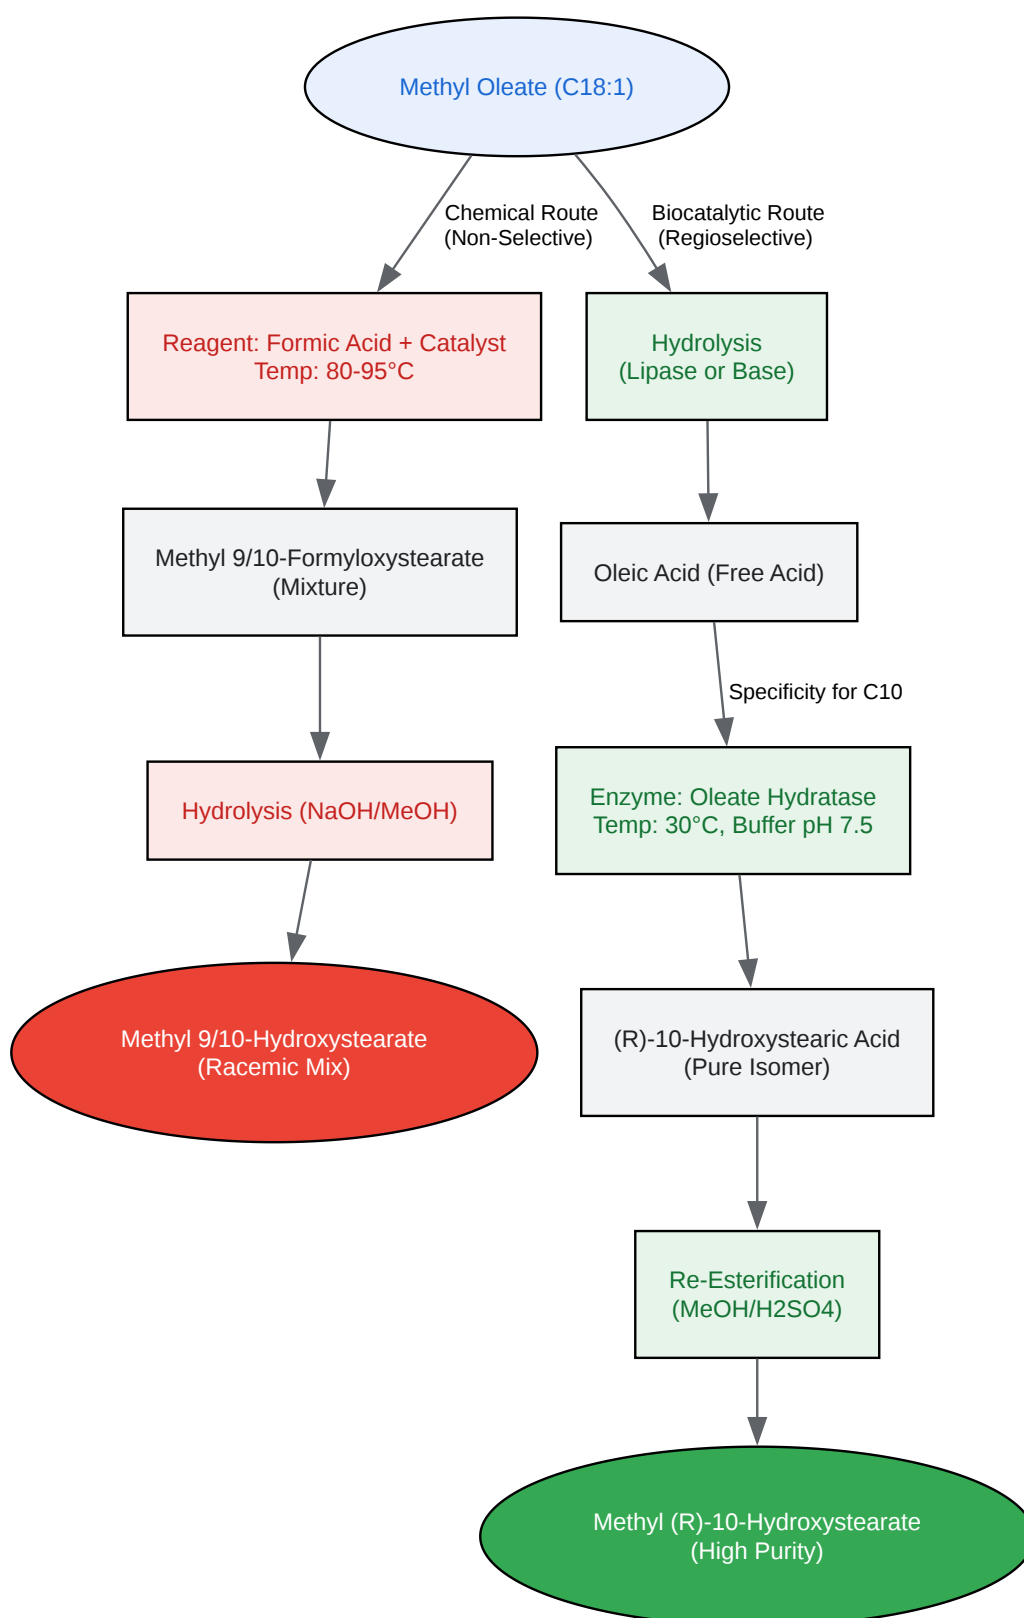 Methyl Oleate (C18:1)
Chemical Route
(Non-Selective)
Biocatalytic Route
(Regioselective)
Reagent: Formic Acid + Catalyst
Temp: 80-95°C
Hydrolysis
(Lipase or Base)
Methyl 9/10-Formyloxystearate
(Mixture)
Oleic Acid (Free Acid)
Specificity for C10
Hydrolysis (NaOH/MeOH)
Enzyme: Oleate Hydratase
Temp: 30°C, Buffer pH 7.5
Methyl 9/10-Hydroxystearate
(Racemic Mix)
(R)-10-Hydroxystearic Acid
(Pure Isomer)
Re-Esterification
(MeOH/H2SO4)
Methyl (R)-10-Hydroxystearate
(High Purity)